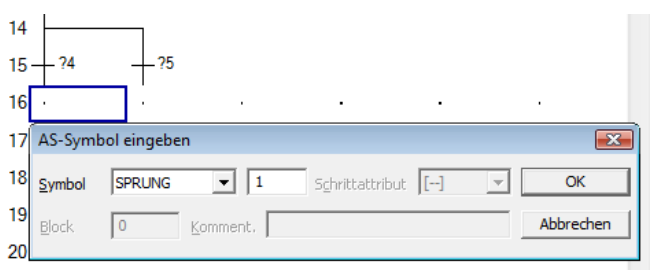 14
15 ?4 ?5
16
17 AS-Symbol eingeben
18 Symbol SPRUNG 1 Schrittattribut [--] OK
19 Block 0 Komment. Abbrechen
20